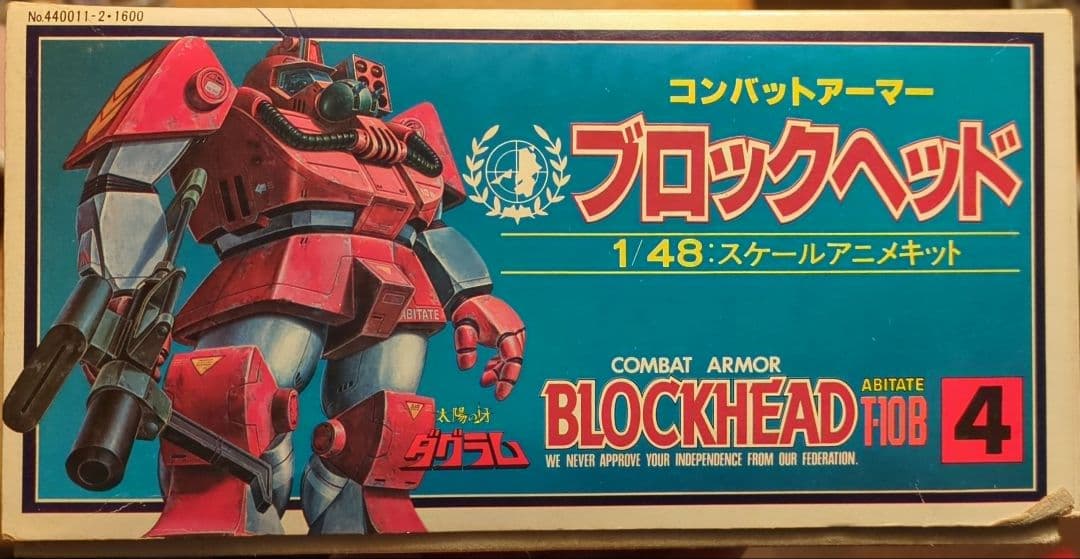 No.440011-2・1600
コンバットアーマー
ブロックヘッド
1/48:スケールアニメキット
ABITATE
太陽の牙
ダグラム
COMBAT ARMOR
BLOCKHEAD
ABITATE
T-10B
4
WE NEVER APPROVE YOUR INDEPENDENCE FROM OUR FEDERATION.